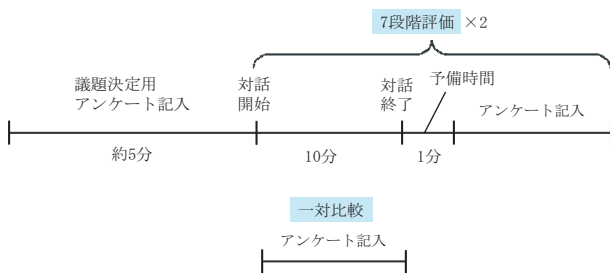 7段階評価 ×2
議題決定用
アンケート記入
対話
開始
対話
終了
予備時間
アンケート記入
約5分
10分
1分
一対比較
アンケート記入